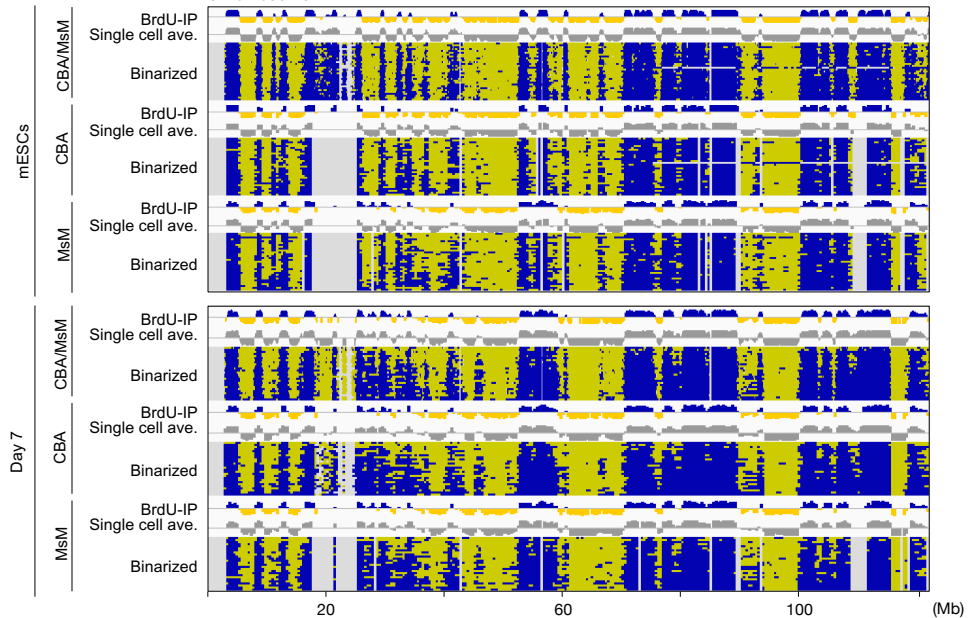 mESCs
CBA/MsM
BrdU-IP
Single cell ave.
Binarized
CBA
BrdU-IP
Single cell ave.
Binarized
MsM
BrdU-IP
Single cell ave.
Binarized
Day 7
CBA/MsM
BrdU-IP
Single cell ave.
Binarized
CBA
BrdU-IP
Single cell ave.
Binarized
MsM
BrdU-IP
Single cell ave.
Binarized
20 60 100 (Mb)